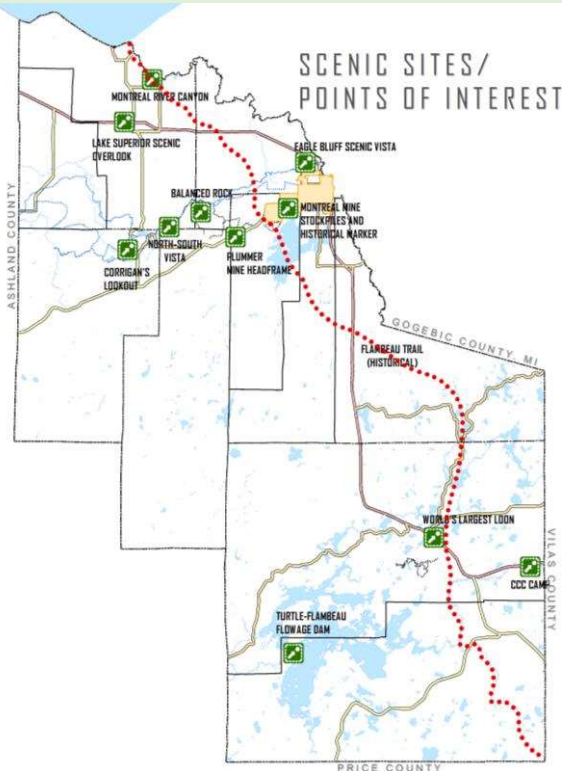 SCENIC SITES/
POINTS OF INTEREST
MONTREAL RIVER CANYON
LAKE SUPERIOR SCENIC
OVERLOOK
EAGLE BLUFF SCENIC VISTA
BALANCED ROCK
MONTREAL MINE
STOCKPILES AND
HISTORICAL MARKER
NORTH-SOUTH
VISTA
PLUMMER
MINE HEADFRAME
CORRIGAN'S
LOOKOUT
ASHLAND COUNTY
GOGEBIC COUNTY, MI
FLAMBEAU TRAIL
(HISTORICAL)
WORLD'S LARGEST LOON
CCC CAMP
VILAS COUNTY
TURTLE-FLAMBEAU
FLOWAGE DAM
PRICE COUNTY